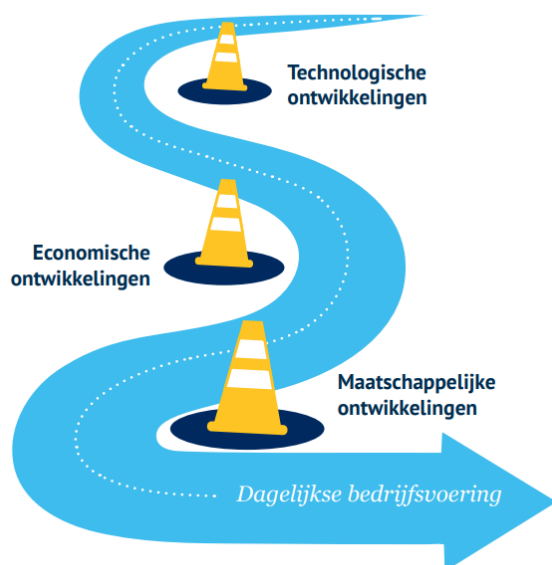 Technologische
ontwikkelingen
Economische
ontwikkelingen
Maatschappelijke
ontwikkelingen
Dagelijkse bedrijfsvoering